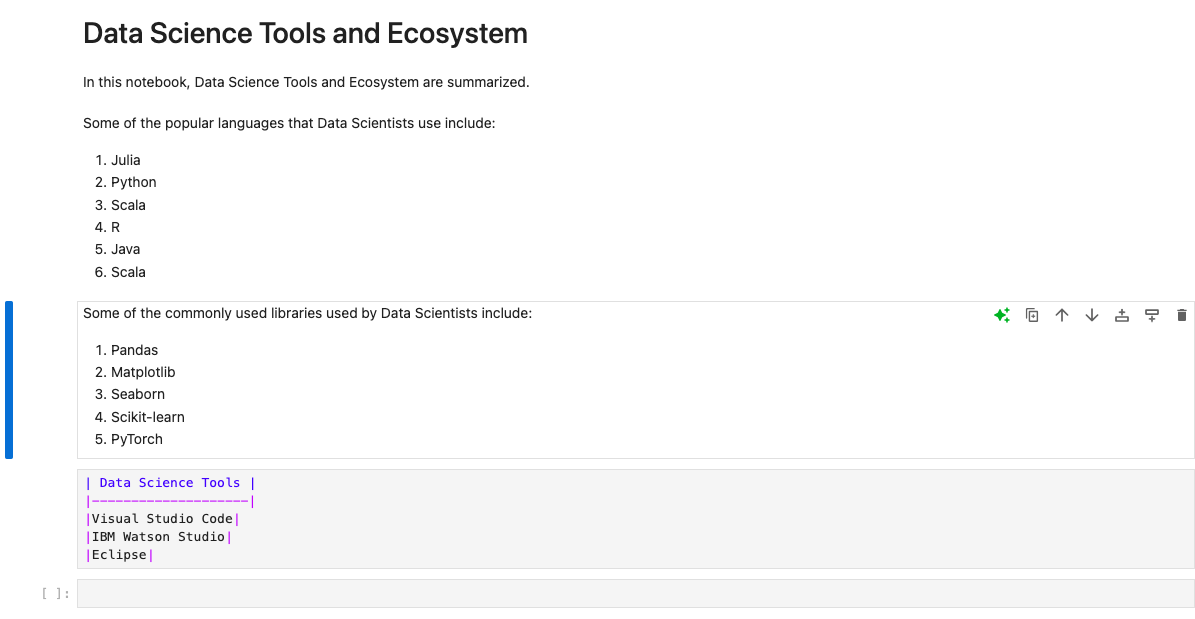 Data Science Tools and Ecosystem
In this notebook, Data Science Tools and Ecosystem are summarized.
Some of the popular languages that Data Scientists use include:
1. Julia
2. Python
3. Scala
4. R
5. Java
6. Scala
Some of the commonly used libraries used by Data Scientists include:
1. Pandas
2. Matplotlib
3. Seaborn
4. Scikit-learn
5. PyTorch
| Data Science Tools |
|--------------------|
|Visual Studio Code|
|IBM Watson Studio|
|Eclipse|
[ ]: